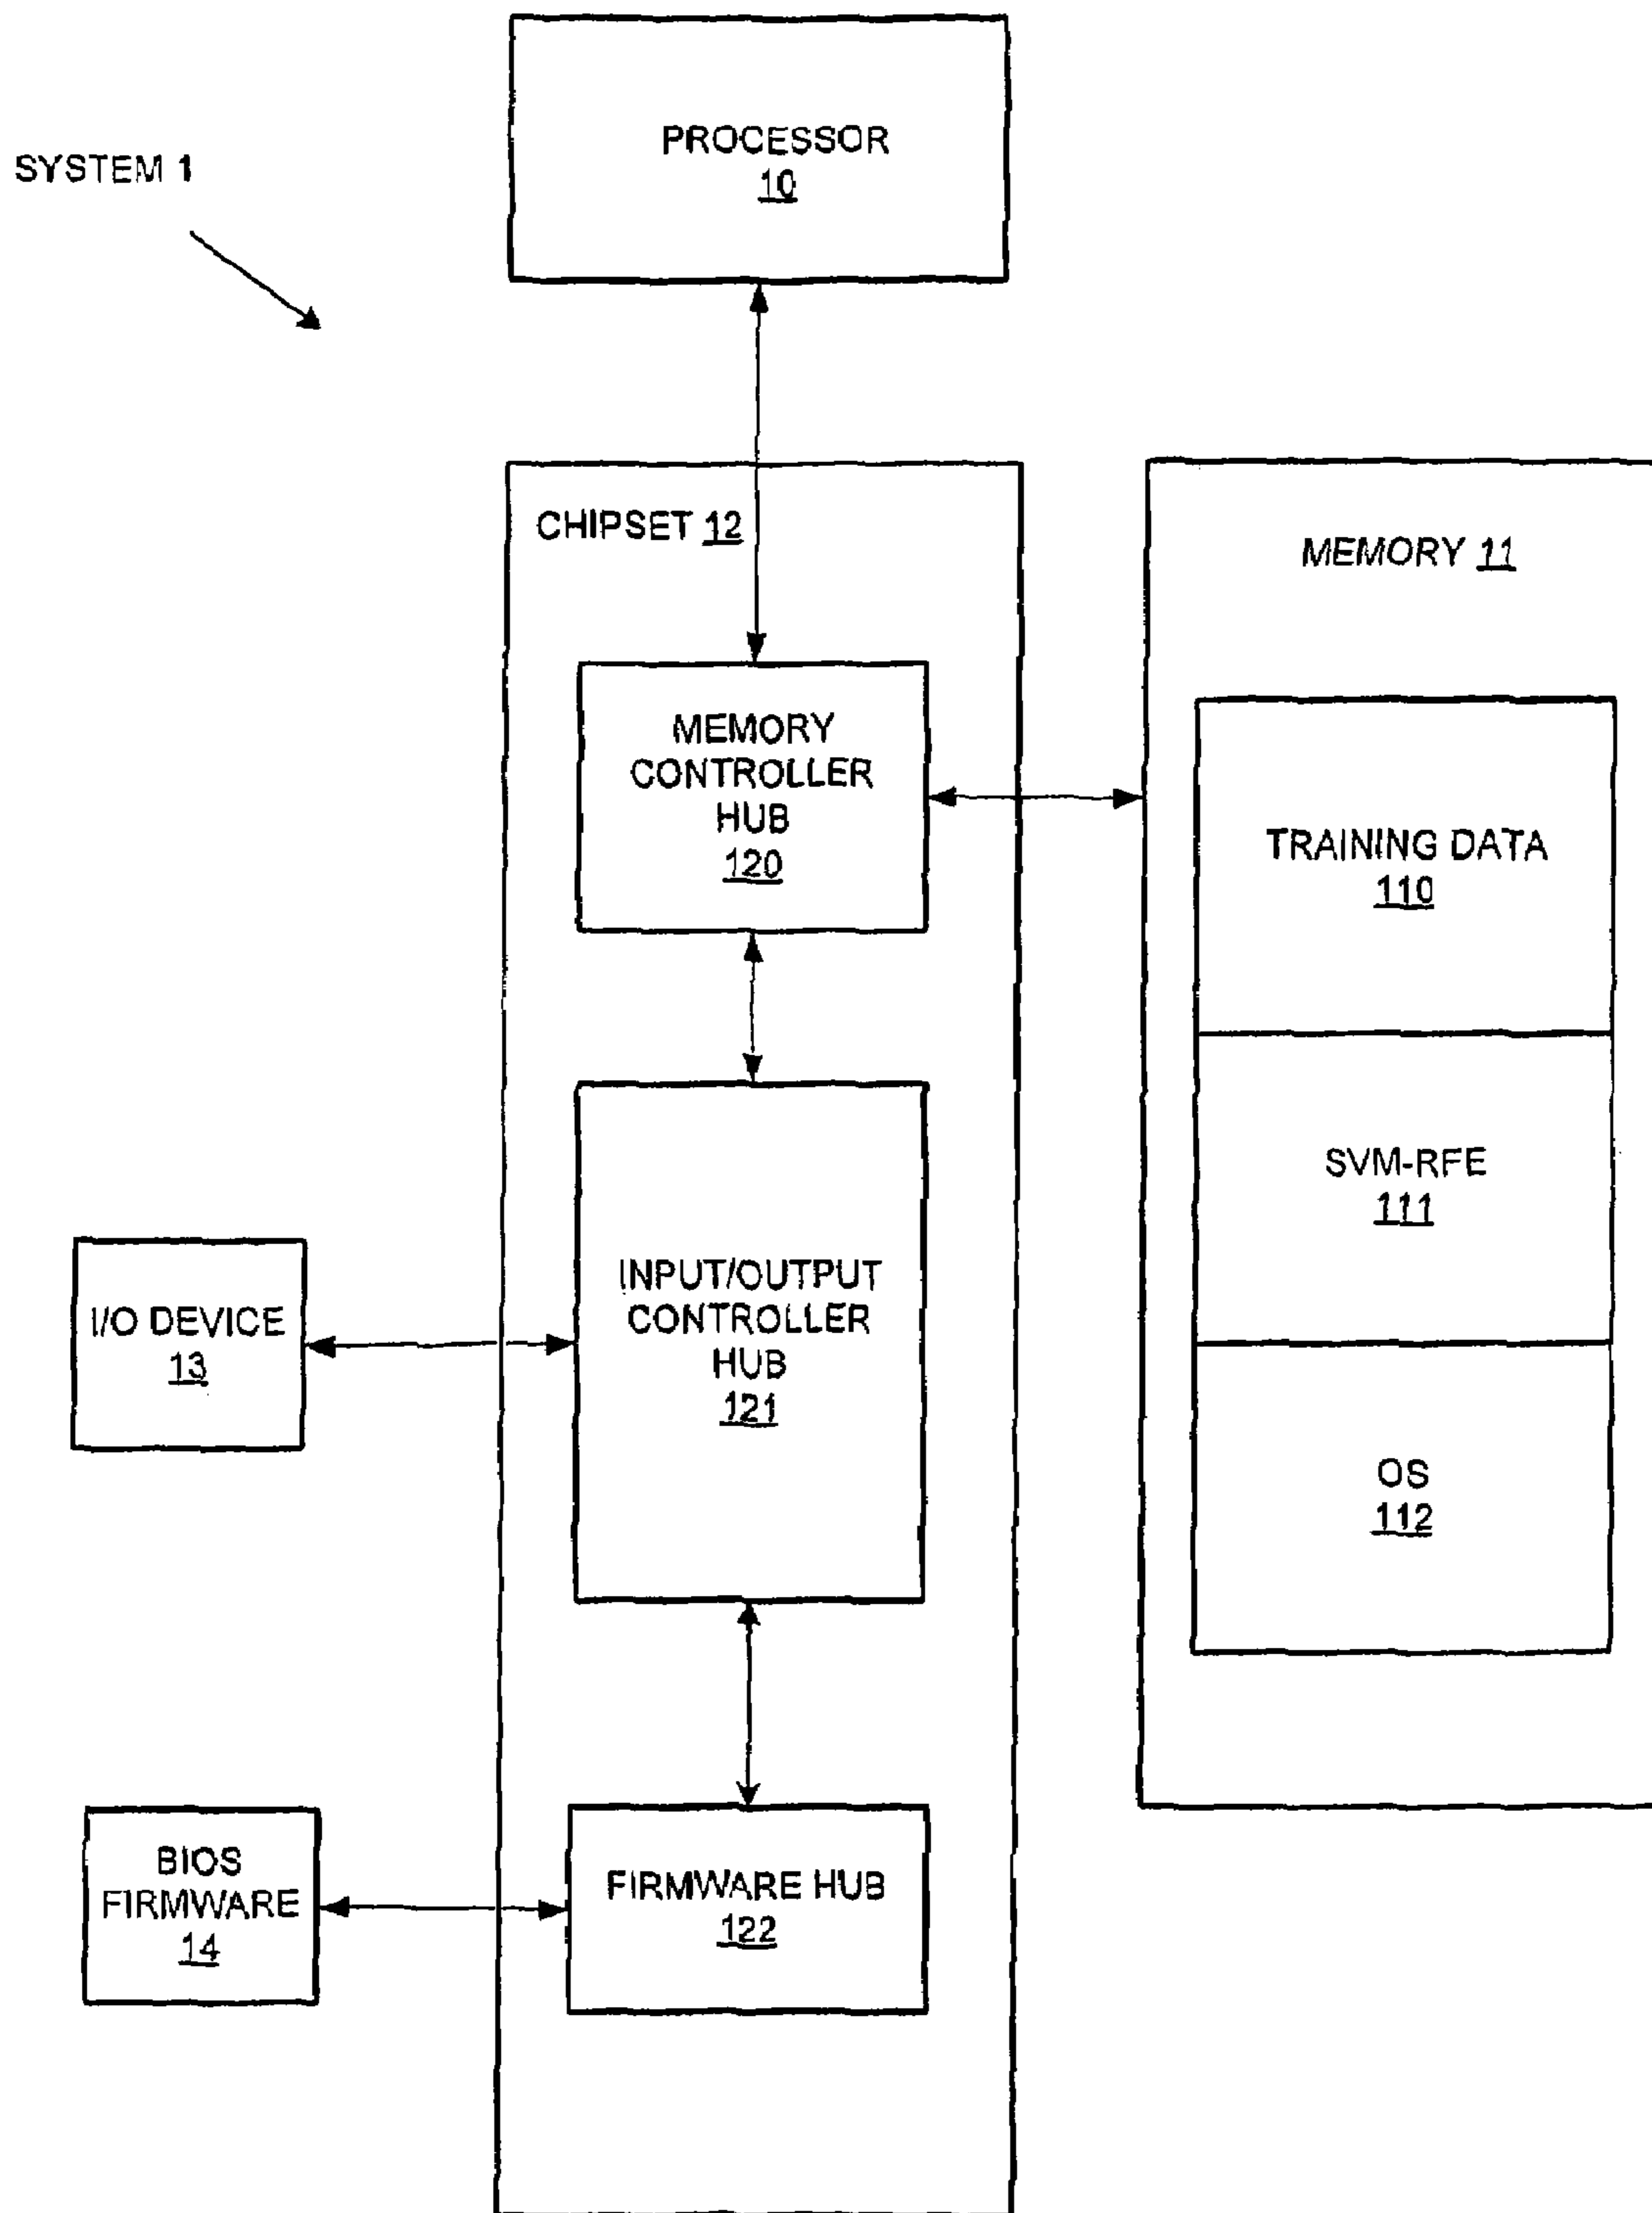 PROCESSOR
10
SYSTEM 1
CHIPSET 12
MEMORY 11
MEMORY
CONTROLLER
HUB
120
TRAINING DATA
110
SVM-RFE
111
INPUT/OUTPUT
CONTROLLER
HUB
121
I/O DEVICE
13
OS
112
BIOS
FIRMWARE
14
FIRMWARE HUB
122